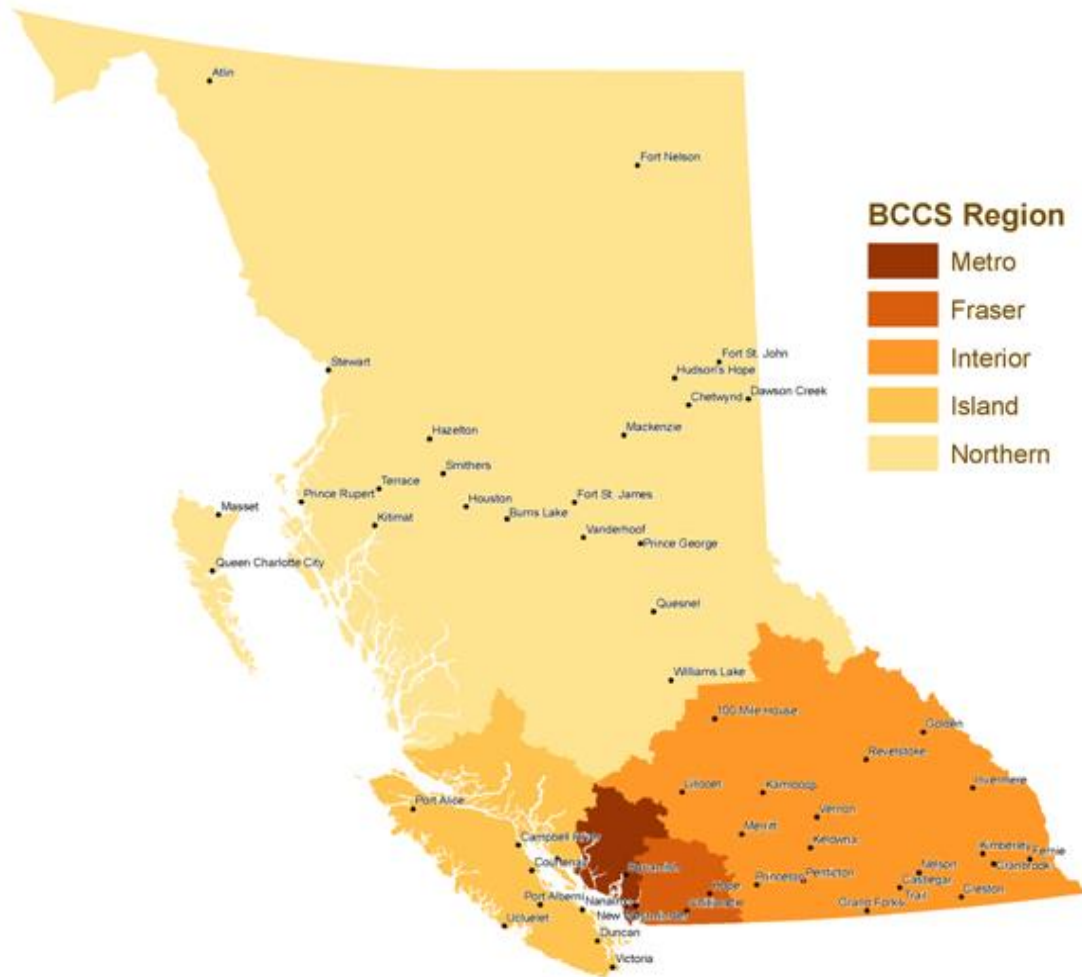 Atlin
Fort Nelson
BCCS Region
Metro
Fraser
Interior
Island
Northern
Stewart
Fort St. John
Hudson's Hope
Chetwynd
Dawson Creek
Hazelton
Mackenzie
Smithers
Terrace
Prince Rupert
Kitimat
Houston
Burns Lake
Fort St. James
Vanderhoof
Prince George
Masset
Queen Charlotte City
Quesnel
Williams Lake
100 Mile House
Golden
Revelstoke
Lillooet
Kamloops
Invermere
Port Alice
Vernon
Merritt
Campbell River
Kelowna
Courtenay
Kimberley
Fernie
Cranbrook
Squamish
Nelson
Princeton
Penticton
Castlegar
Hope
Trail
Creston
Port Alberni
Nanaimo
Chilliwack
Grand Forks
New Westminster
Ucluelet
Duncan
Victoria